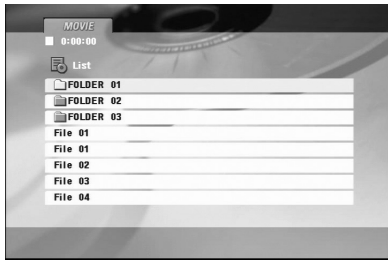 MOVIE
0:00:00
List
FOLDER 01
FOLDER 02
FOLDER 03
File 01
File 01
File 02
File 03
File 04